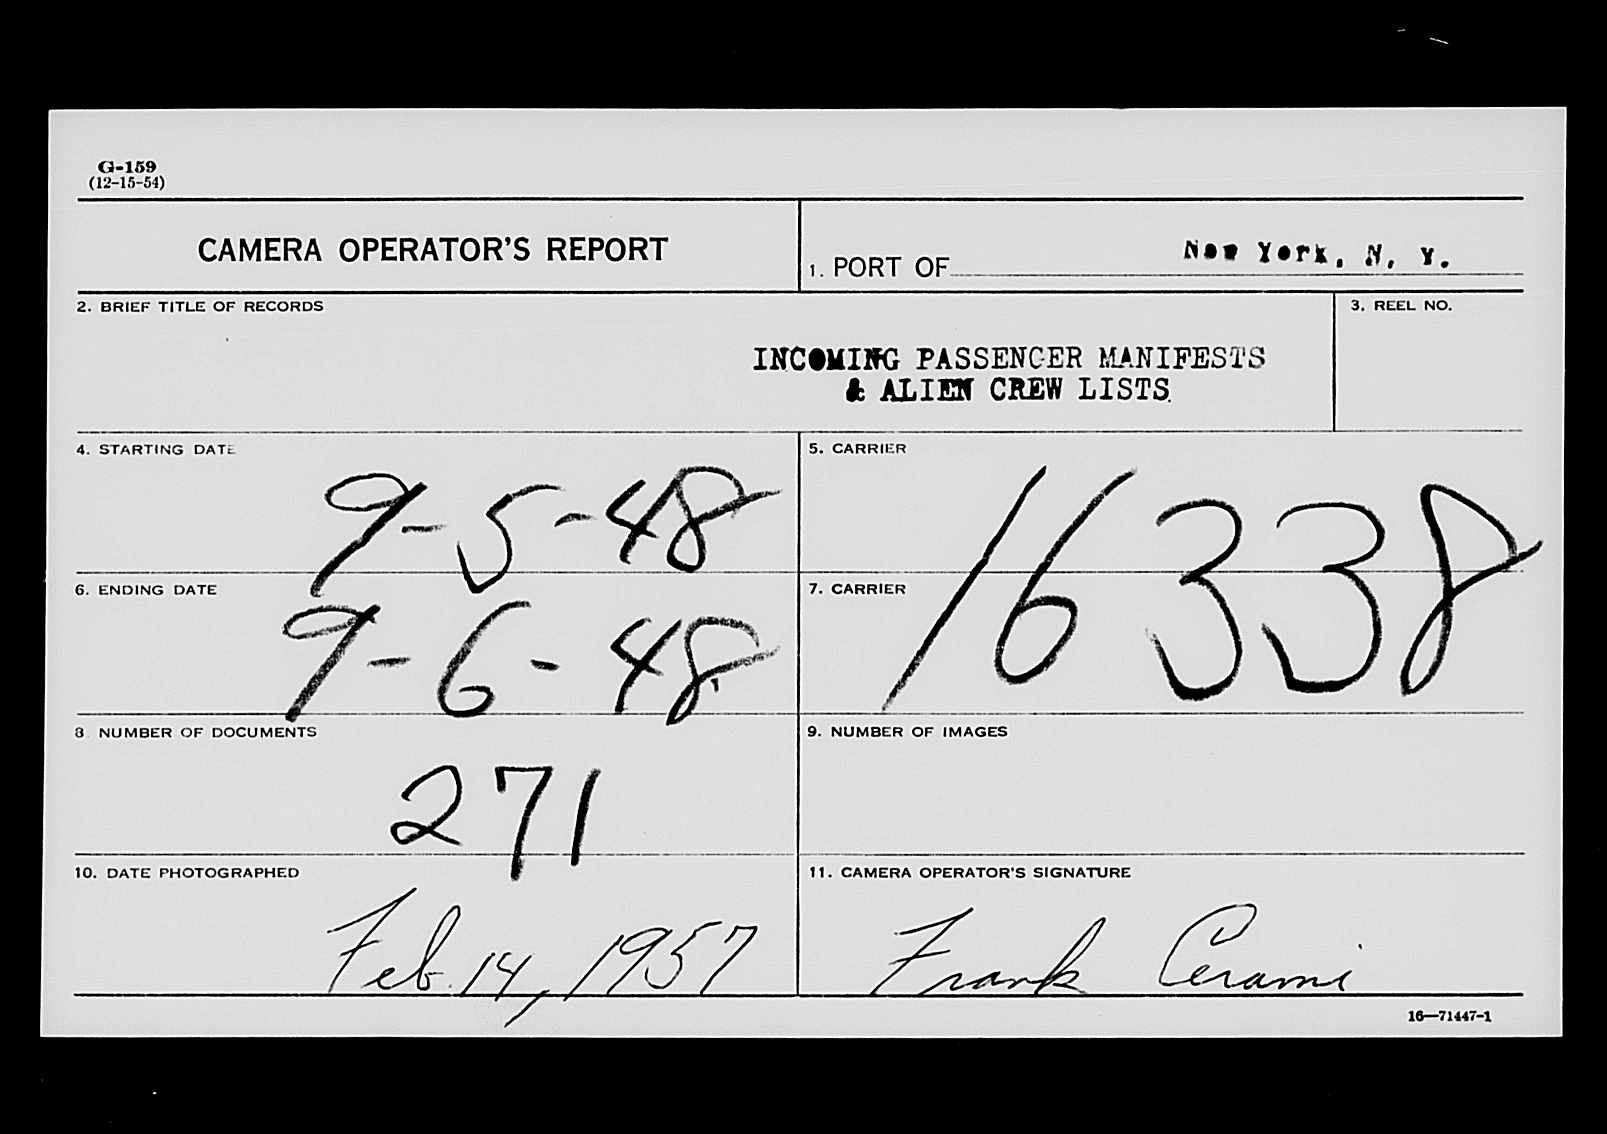 G-159
(12-15-54)
CAMERA OPERATOR'S REPORT
1. PORT OF New York, N. Y.
2. BRIEF TITLE OF RECORDS
INCOMING PASSENGER MANIFESTS
& ALIEN CREW LISTS
3. REEL NO.
4. STARTING DATE
9-5-48
5. CARRIER
16338
6. ENDING DATE
9-6-48
7. CARRIER
8 NUMBER OF DOCUMENTS
271
9. NUMBER OF IMAGES
10. DATE PHOTOGRAPHED
Feb. 14, 1957
11. CAMERA OPERATOR'S SIGNATURE
Frank Cerami
16—71447-1